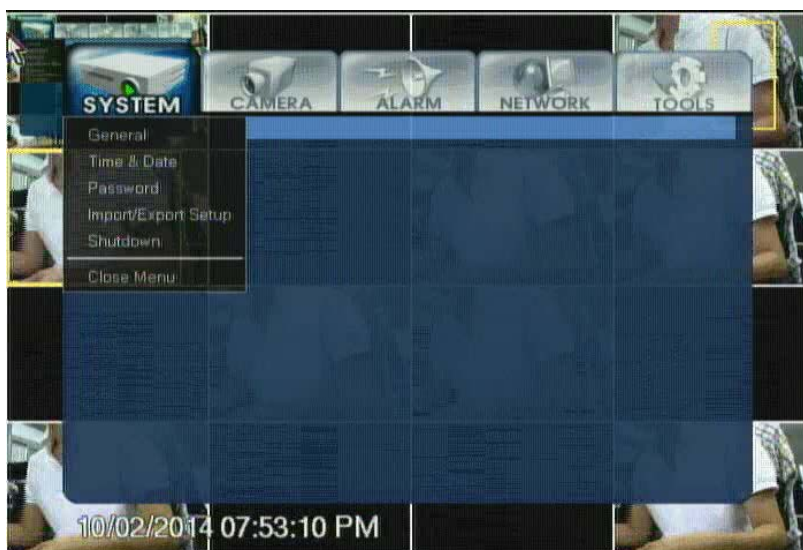 SYSTEM CAMERA ALARM NETWORK TOOLS
General
Time & Date
Password
Import/Export Setup
Shutdown
Close Menu
10/02/2014 07:53:10 PM